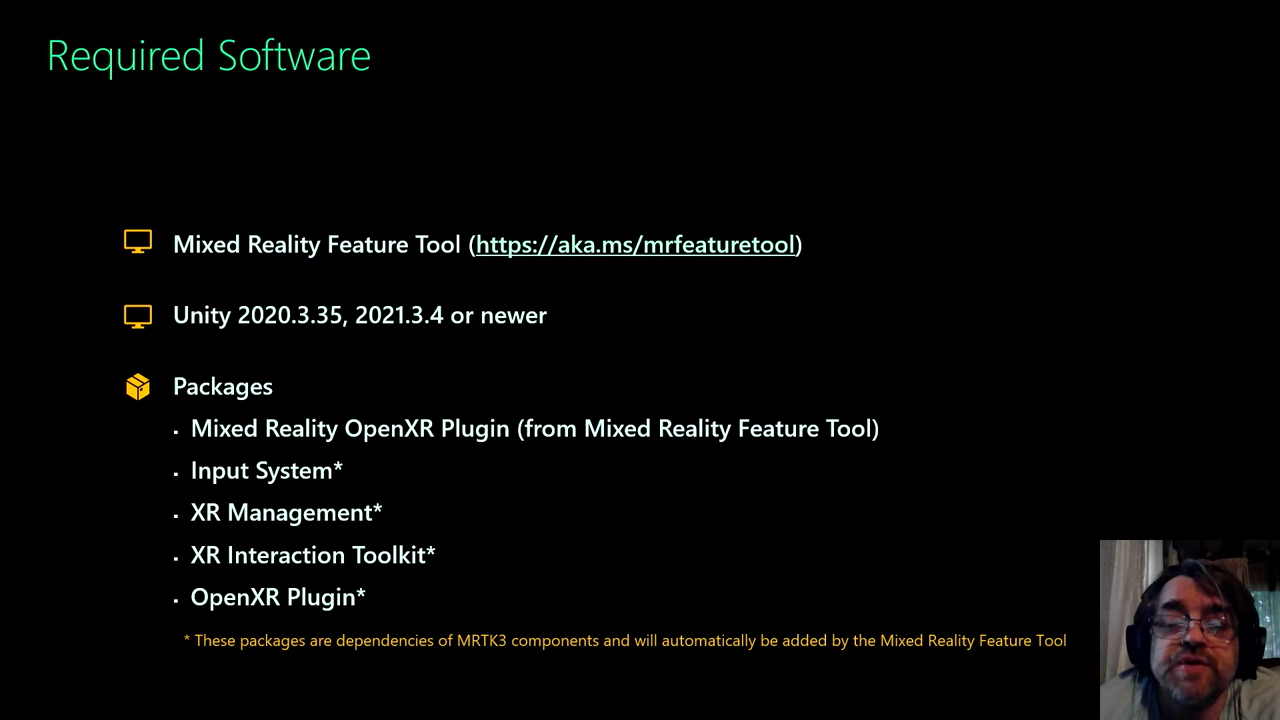 Required Software
Mixed Reality Feature Tool (https://aka.ms/mrfeaturetool)
Unity 2020.3.35, 2021.3.4 or newer
Packages
▪ Mixed Reality OpenXR Plugin (from Mixed Reality Feature Tool)
▪ Input System*
▪ XR Management*
▪ XR Interaction Toolkit*
▪ OpenXR Plugin*
* These packages are dependencies of MRTK3 components and will automatically be added by the Mixed Reality Feature Tool